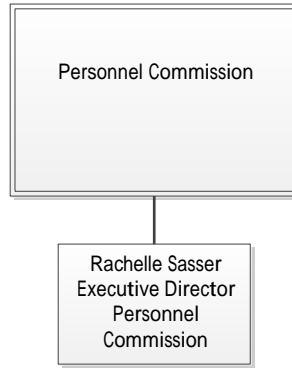 Personnel Commission
Rachelle Sasser
Executive Director
Personnel
Commission